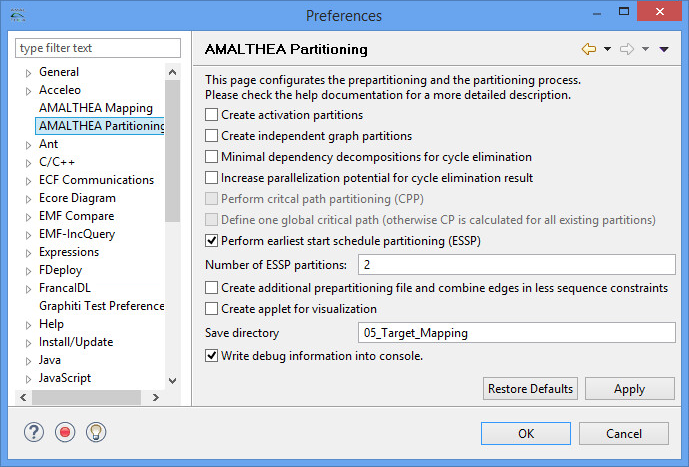 Preferences
type filter text
General
Acceleo
AMALTHEA Mapping
AMALTHEA Partitioning
Ant
C/C++
ECF Communications
Ecore Diagram
EMF Compare
EMF-IncQuery
Expressions
FDeploy
FrancaIDL
Graphiti Test Preference
Help
Install/Update
Java
JavaScript
AMALTHEA Partitioning
This page configurates the prepartitioning and the partitioning process.
Please check the help documentation for a more detailed description.
Create activation partitions
Create independent graph partitions
Minimal dependency decompositions for cycle elimination
Increase parallelization potential for cycle elimination result
Perform critcal path partitioning (CPP)
Define one global critical path (otherwise CP is calculated for all existing partitions)
Perform earliest start schedule partitioning (ESSP)
Number of ESSP partitions: 2
Create additional prepartitioning file and combine edges in less sequence constraints
Create applet for visualization
Save directory 05_Target_Mapping
Write debug information into console.
Restore Defaults Apply
OK Cancel